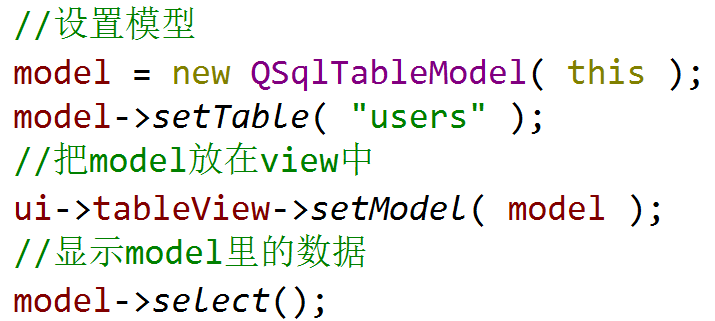 //设置模型
model = new QSqlTableModel( this );
model->setTable( "users" );
//把model放在view中
ui->tableView->setModel( model );
//显示model里的数据
model->select();